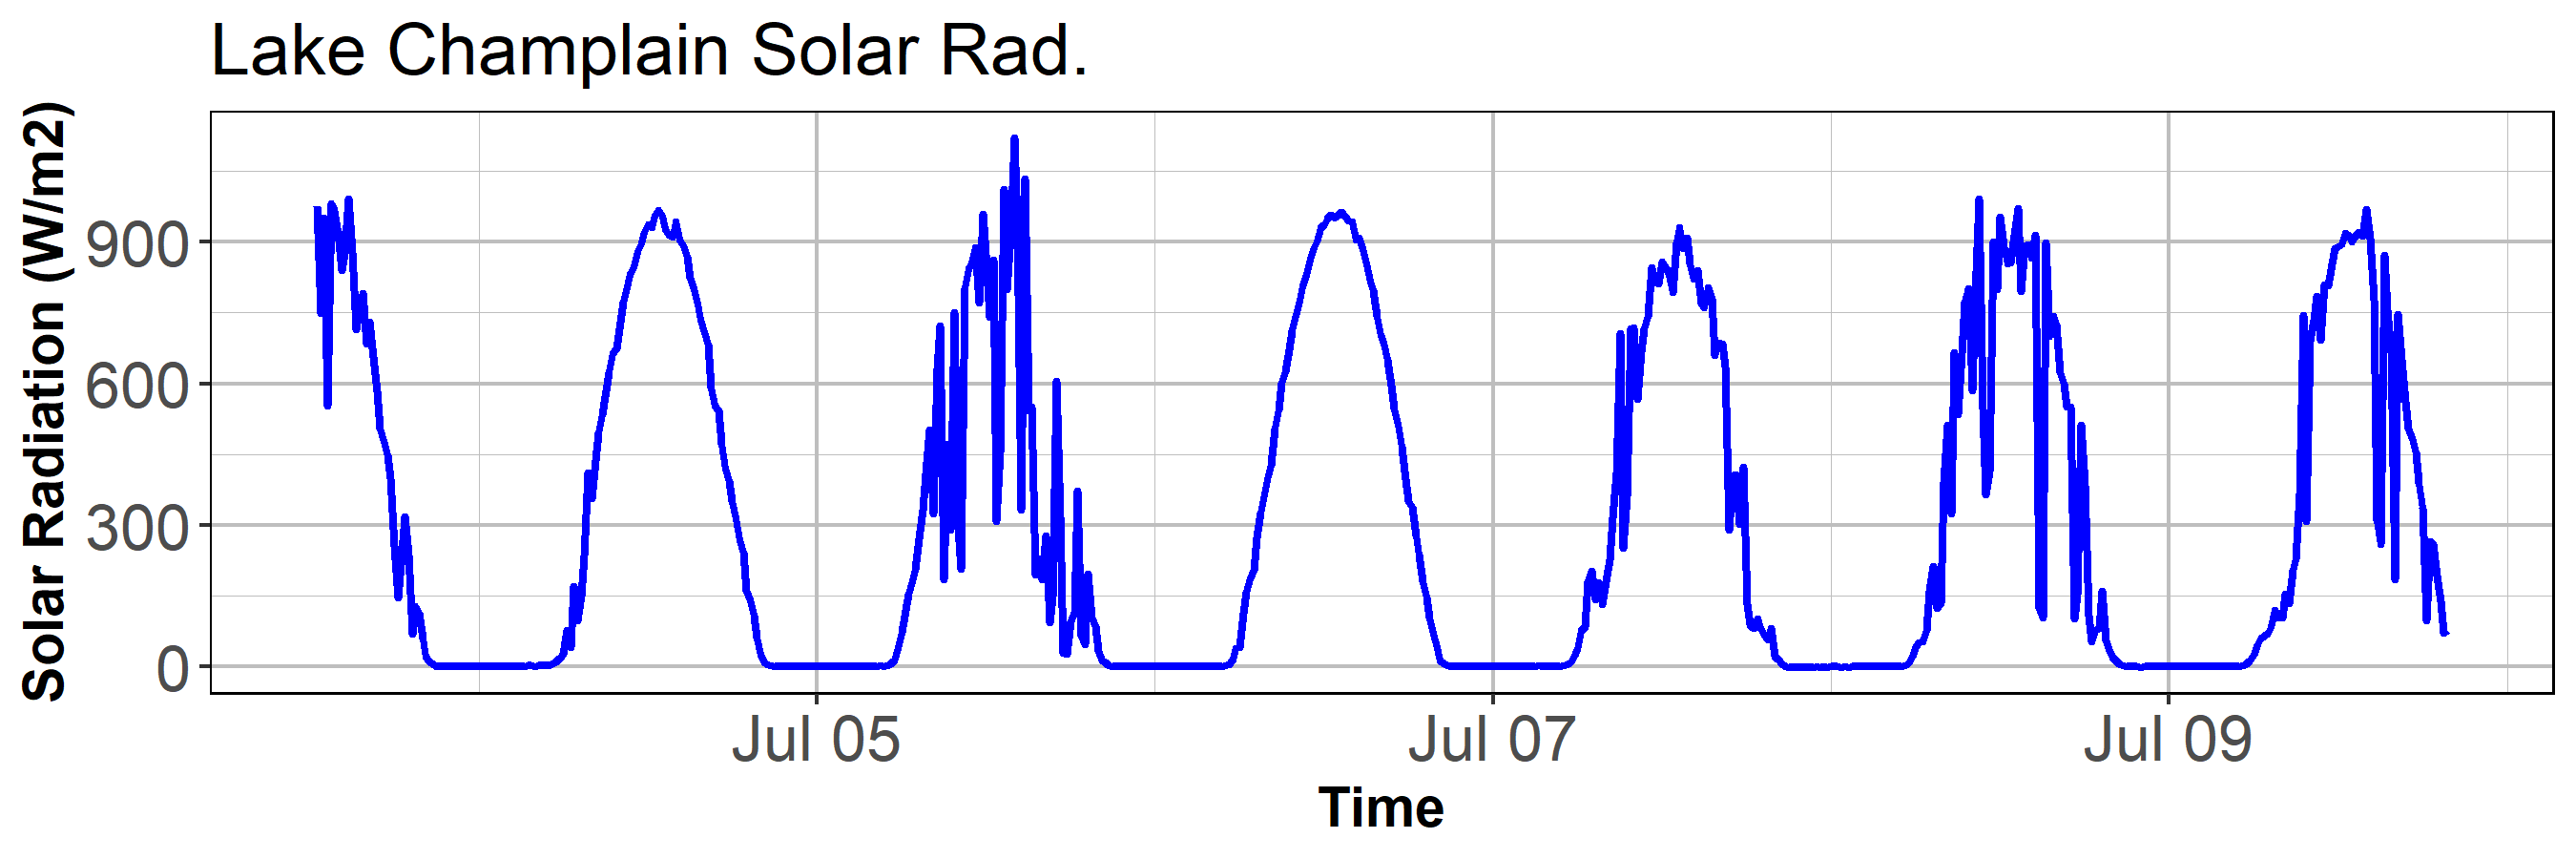 Lake Champlain Solar Rad.
Solar Radiation (W/m2)
900
600
300
0
Jul 05 Jul 07 Jul 09
Time